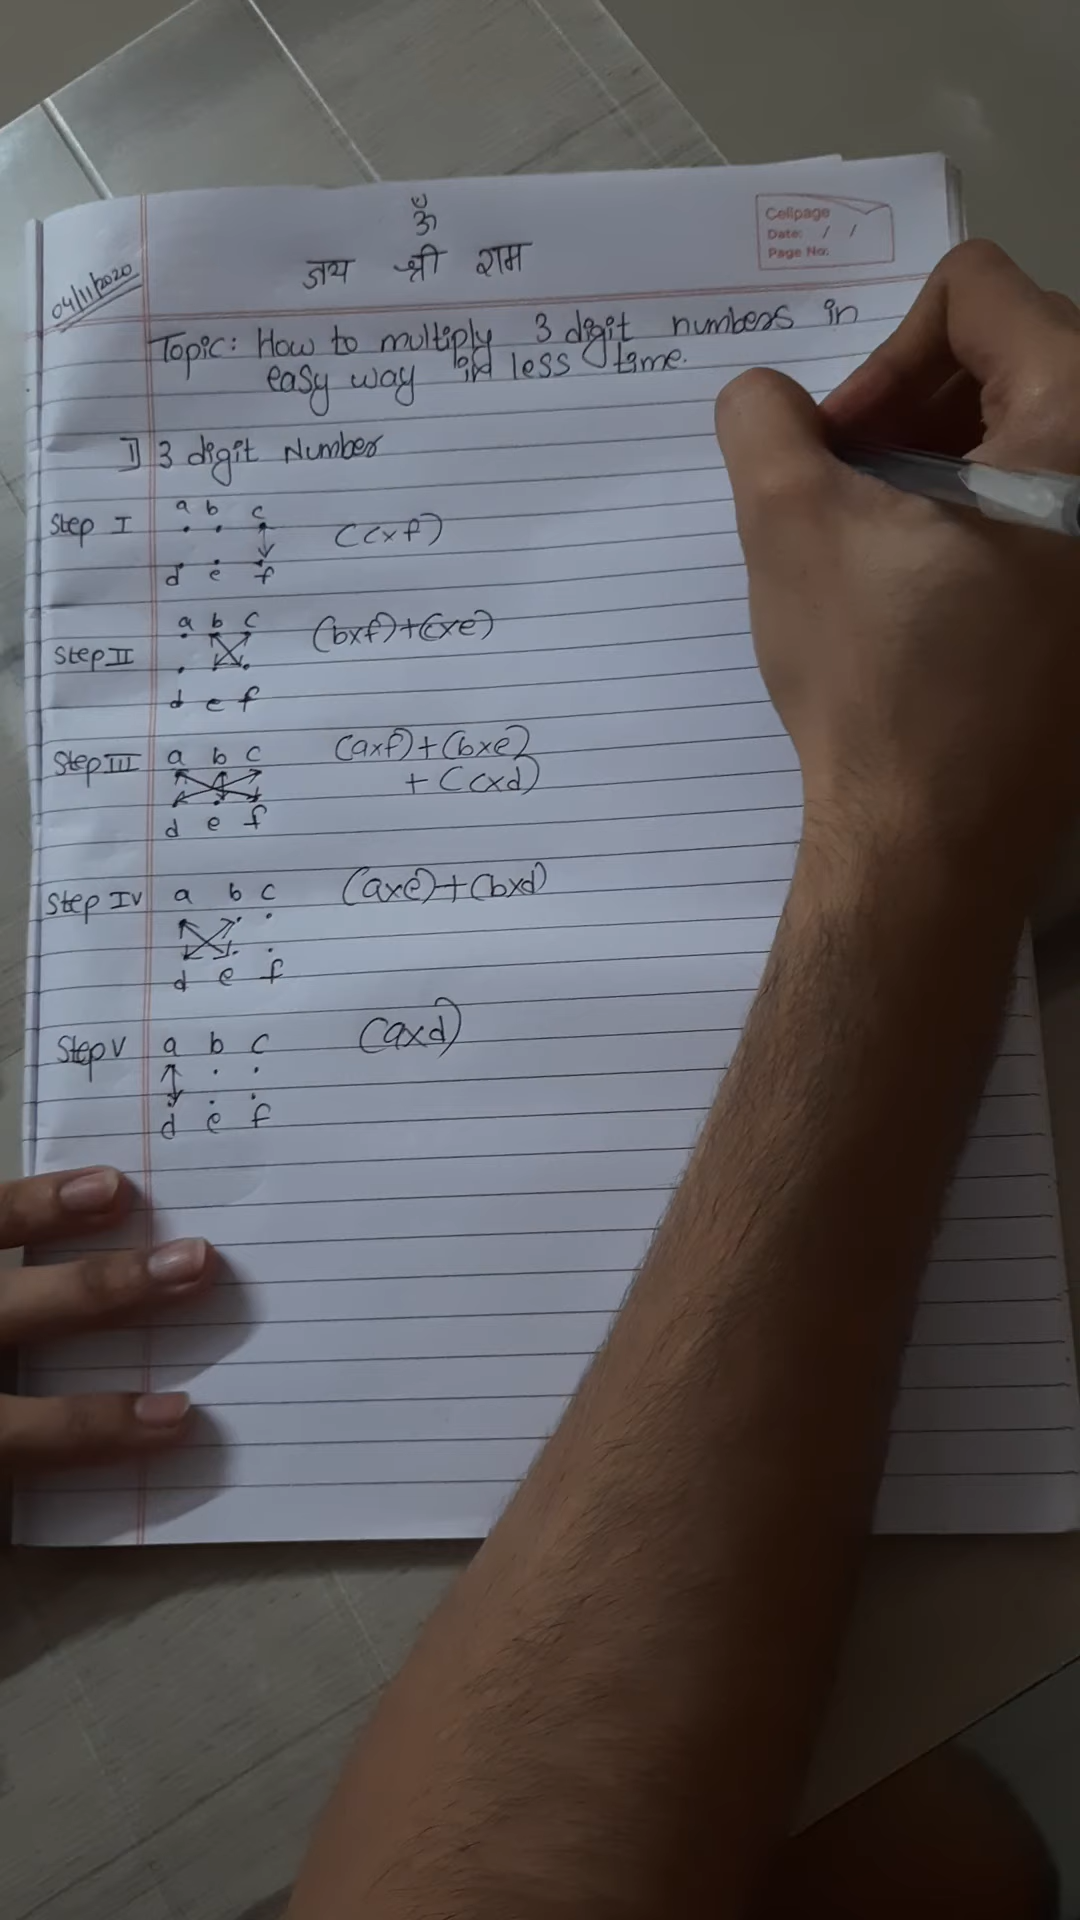 ॐ
जय श्री राम
Cellpage
Date: / /
Page No:
04/11/2020
Topic: How to multiply 3 digit numbers in
easy way in less time.
I] 3 digit Number
Step I
a b c
(c×f)
d e f
Step II
a b c
(b×f)+(c×e)
d e f
Step III
a b c
(a×f)+(b×e)
+(c×d)
d e f
Step IV
a b c
(a×e)+(b×d)
d e f
Step V
a b c
(a×d)
d e f